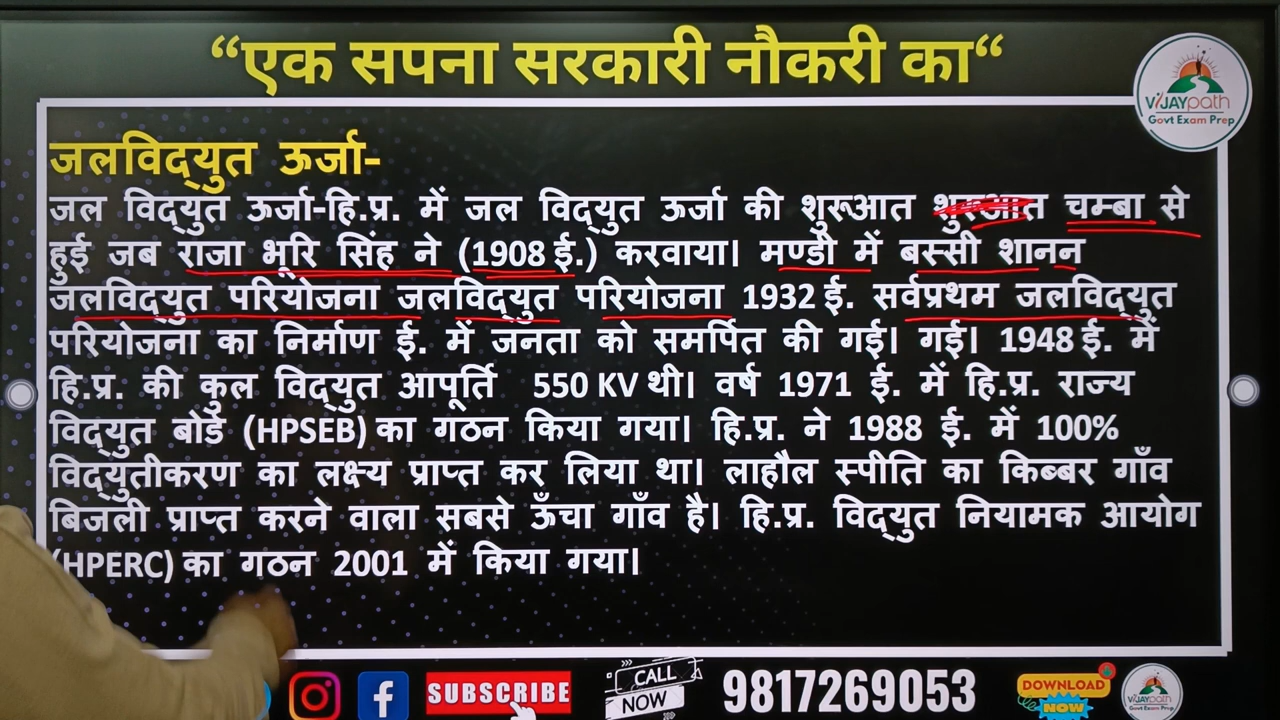 “एक सपना सरकारी नौकरी का“
VIJAYpath
Govt Exam Prep
जलविद्युत ऊर्जा-
जल विद्युत ऊर्जा-हि.प्र. में जल विद्युत ऊर्जा की शुरूआत शुरूआत चम्बा से
हुई जब राजा भूरि सिंह ने (1908 ई.) करवाया। मण्डी में बस्सी शानन
जलविद्युत परियोजना जलविद्युत परियोजना 1932 ई. सर्वप्रथम जलविद्युत
परियोजना का निर्माण ई. में जनता को समर्पित की गई। गई। 1948 ई. में
हि.प्र. की कुल विद्युत आपूर्ति 550 KV थी। वर्ष 1971 ई. में हि.प्र. राज्य
विद्युत बोर्ड (HPSEB) का गठन किया गया। हि.प्र. ने 1988 ई. में 100%
विद्युतीकरण का लक्ष्य प्राप्त कर लिया था। लाहौल स्पीति का किब्बर गाँव
बिजली प्राप्त करने वाला सबसे ऊँचा गाँव है। हि.प्र. विद्युत नियामक आयोग
(HPERC) का गठन 2001 में किया गया।
SUBSCRIBE
CALL
NOW
9817269053
DOWNLOAD
NOW
VIJAYpath